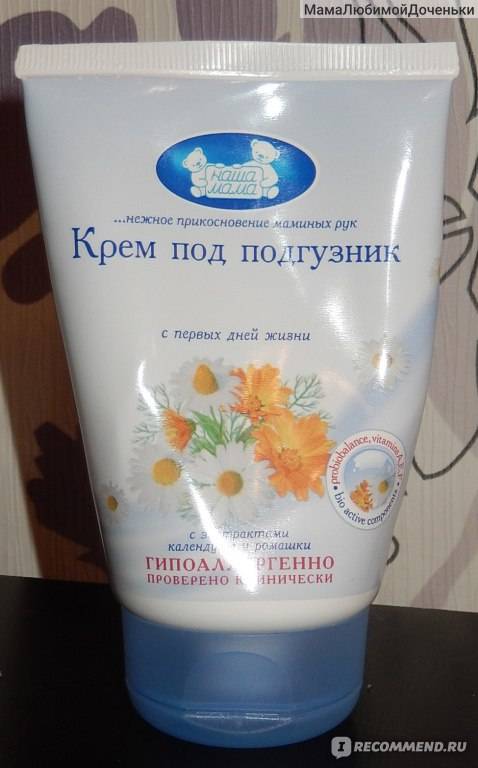 МамаЛюбимойДоченьки
наша
мама
...нежное прикосновение маминых рук
Крем под подгузник
с первых дней жизни
probiobalance, vitamins A, E, F
bio active components
с экстрактами
календулы и ромашки
ГИПОАЛЛЕРГЕННО
ПРОВЕРЕНО КЛИНИЧЕСКИ
IRECOMMEND.RU